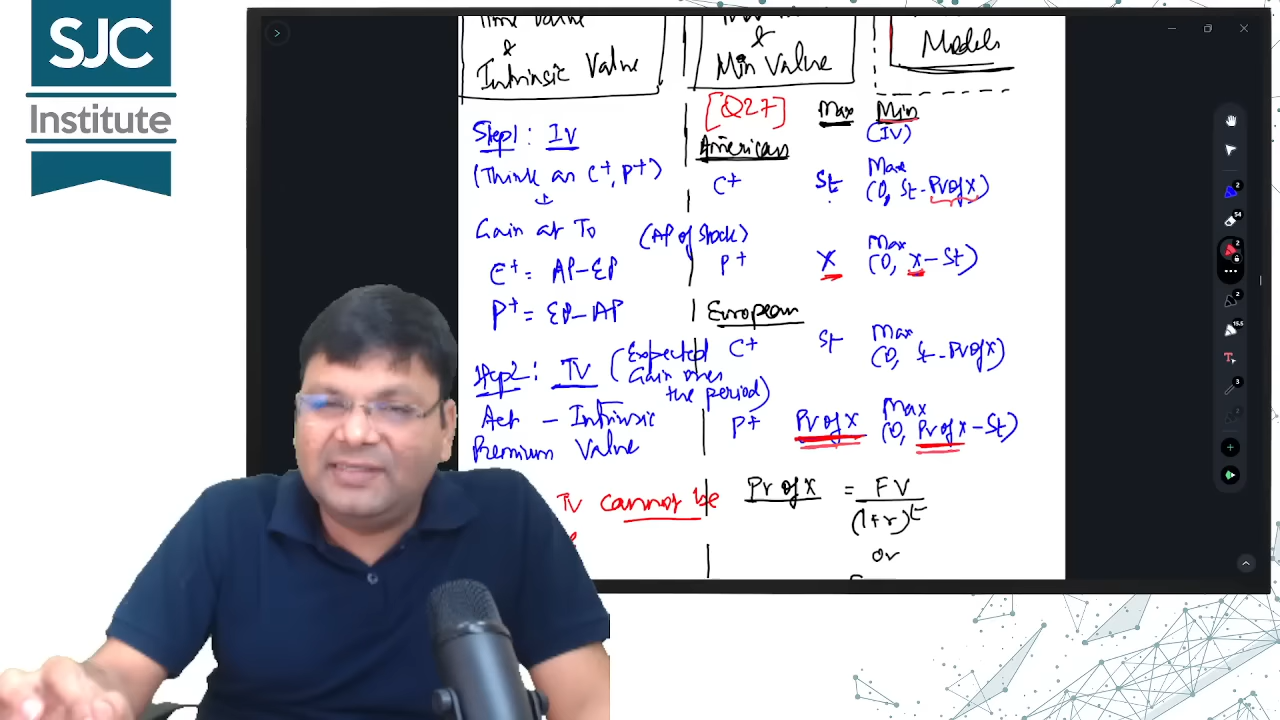 SJC
Institute
Time Value
&
Intrinsic Value
&
Min Value
Models
Step1: IV
(Think as C+, P+)
Gain at To
C+ = AP-EP
P+ = EP-AP
Step2: TV (Expected
Gain over
the period)
Act - Intrinsic
Premium Value
TV cannot be
[Q27]
Max Min
(IV)
American
C+ St Max
(0, St-Pv of X)
(AP of Stock)
P+ X Max
(0, X-St)
European
C+ St Max
(0, St-Pv of X)
P+ Pv of X Max
(0, Pv of X-St)
Pv of X = FV
(1+r)^t
or